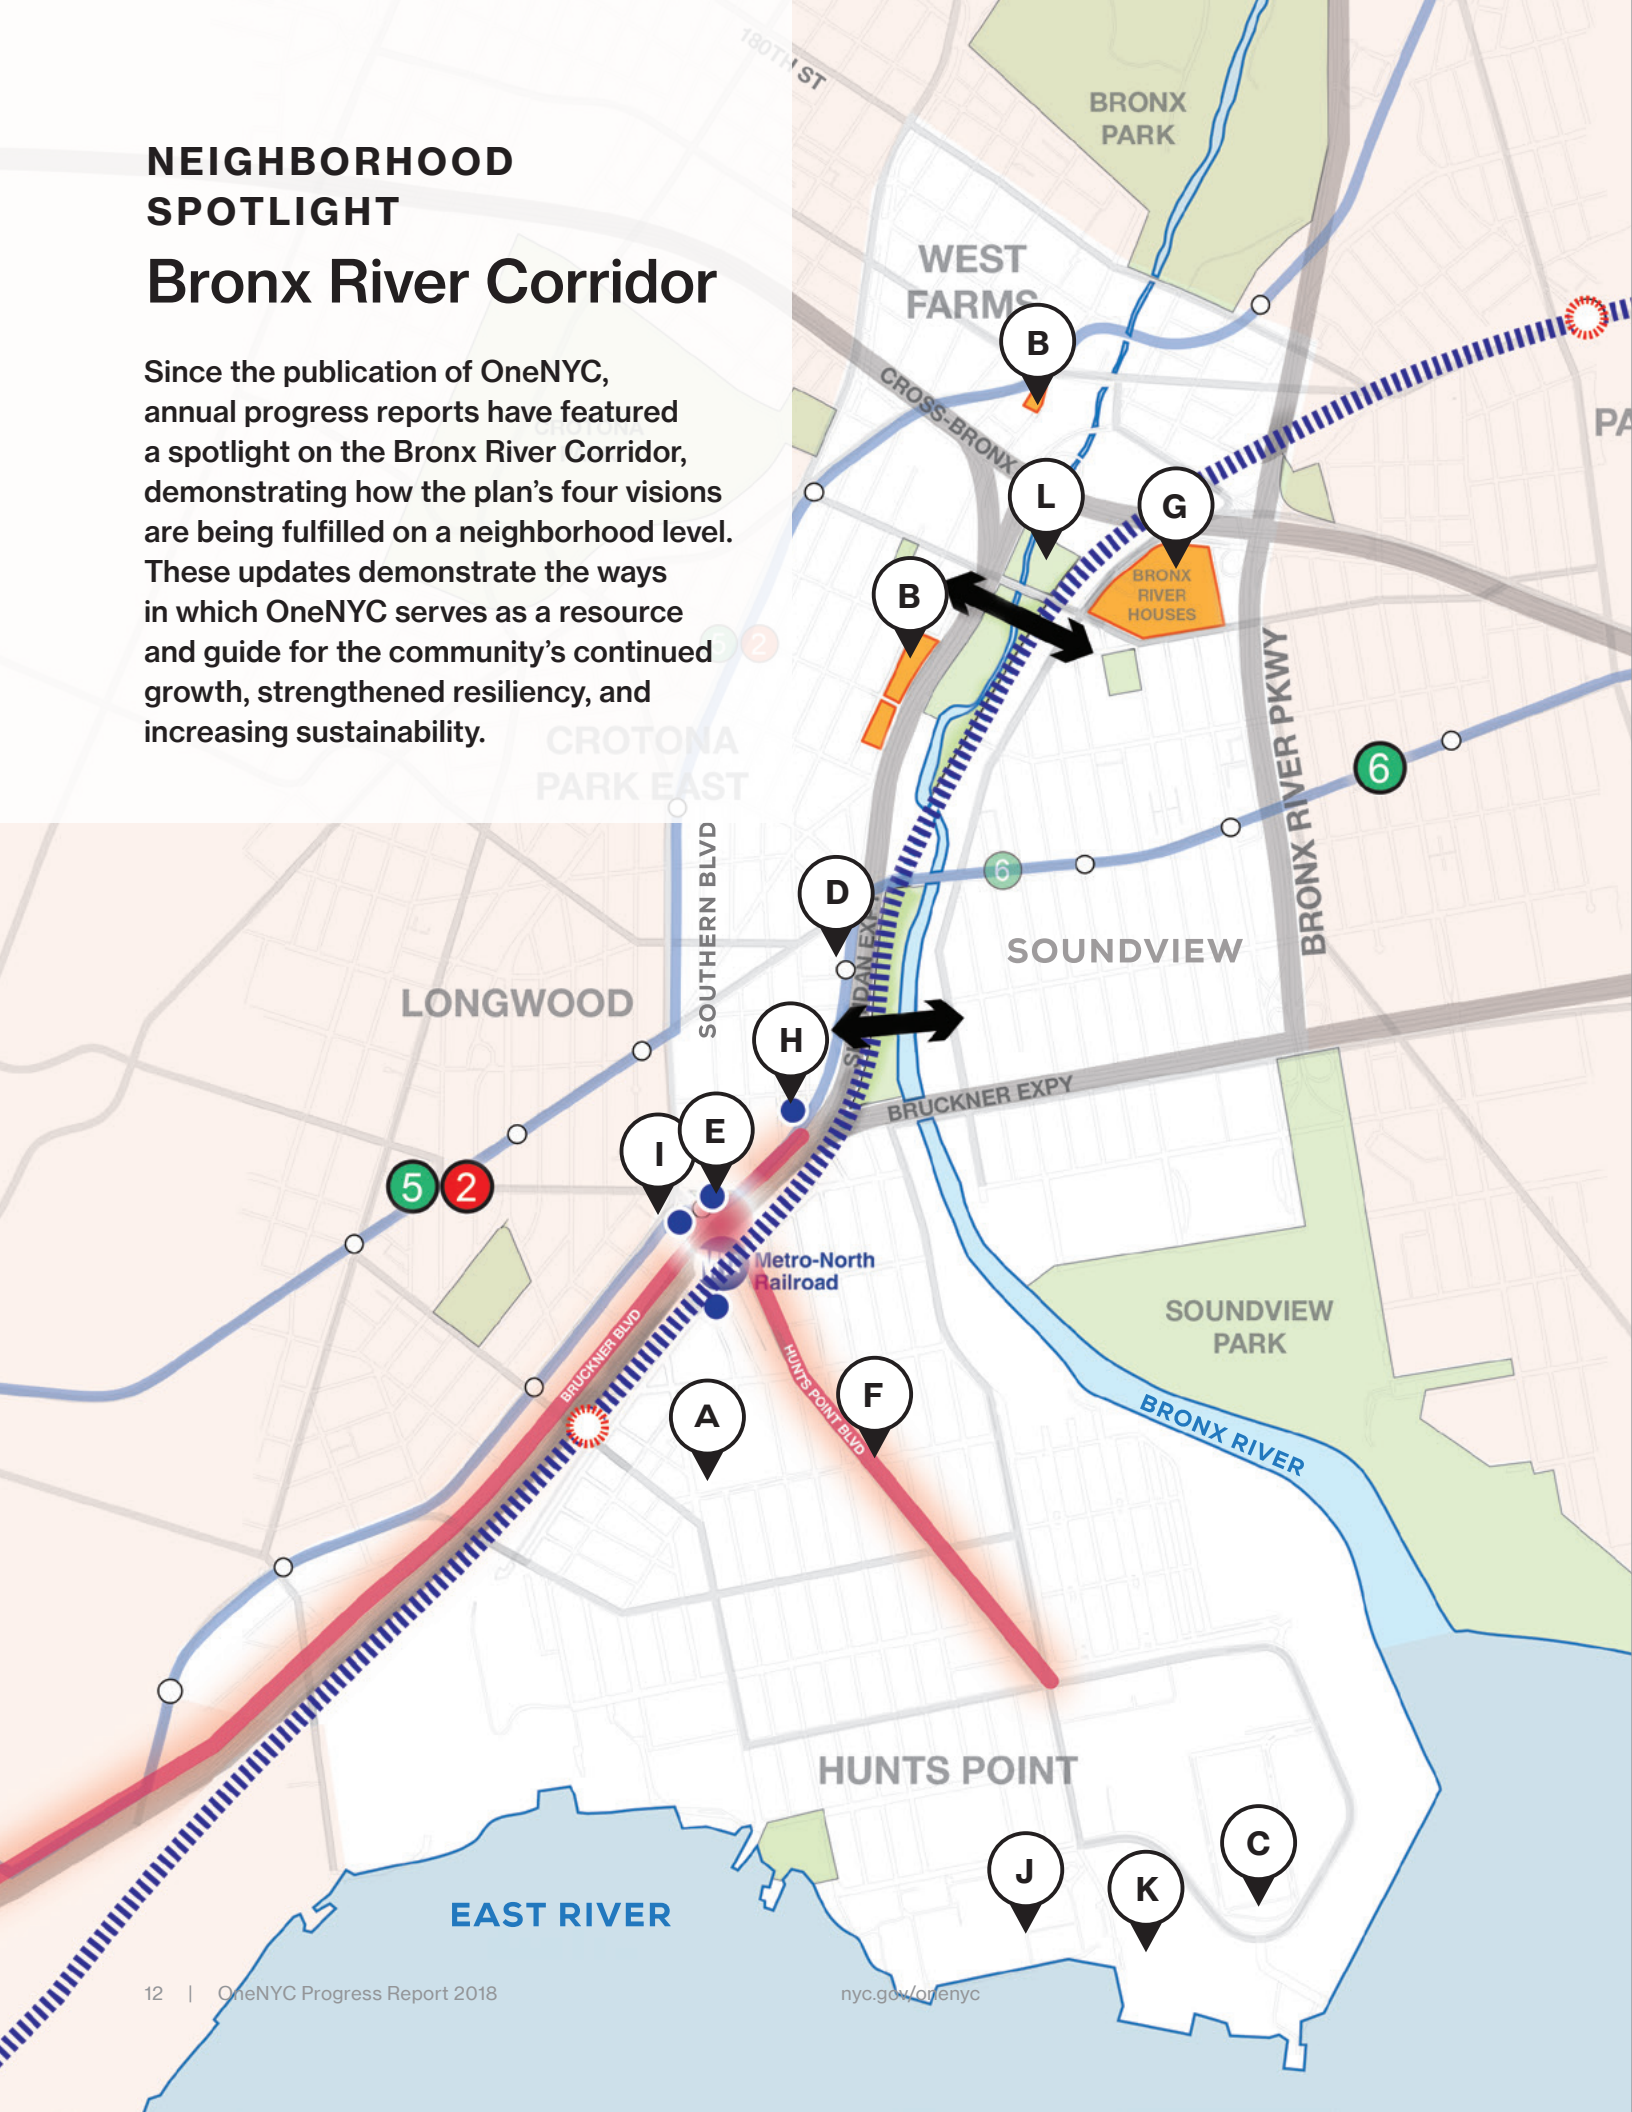 180TH ST
BRONX
PARK
NEIGHBORHOOD
SPOTLIGHT
Bronx River Corridor
Since the publication of OneNYC,
annual progress reports have featured
a spotlight on the Bronx River Corridor,
demonstrating how the plan's four visions
are being fulfilled on a neighborhood level.
These updates demonstrate the ways
in which OneNYC serves as a resource
and guide for the community's continued
growth, strengthened resiliency, and
increasing sustainability.
WEST
FARMS
B
CROSS-BRONX
PA
CROTONA
L
G
B
BRONX
RIVER
HOUSES
2
CROTONA
PARK EAST
BRONX RIVER PKWY
6
SOUTHERN BLVD
6
D
SOUNDVIEW
LONGWOOD
H
BRUCKNER EXPY
I
E
5
2
Metro-North
Railroad
SOUNDVIEW
PARK
BRUCKNER BLVD
HUNTS POINT BLVD
A
F
BRONX RIVER
HUNTS POINT
J
K
C
EAST RIVER
12 | OneNYC Progress Report 2018
nyc.gov/onenyc